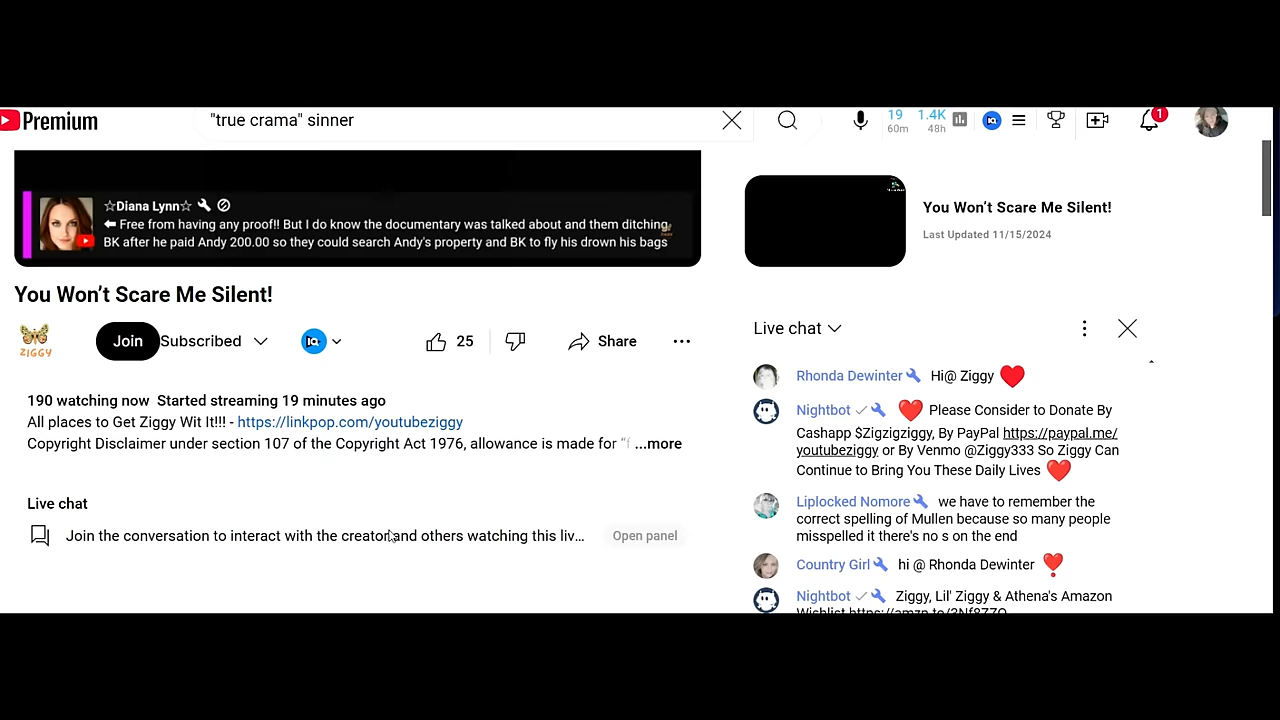 Premium
"true crama" sinner
19
60m
1.4K
48h
1
☆Diana Lynn☆
⬅ Free from having any proof!! But I do know the documentary was talked about and them ditching
BK after he paid Andy 200.00 so they could search Andy's property and BK to fly his drown his bags
You Won't Scare Me Silent!
ZIGGY
Join
Subscribed
IQ
25
Share
190 watching now Started streaming 19 minutes ago
All places to Get Ziggy Wit It!!! - https://linkpop.com/youtubeziggy
Copyright Disclaimer under section 107 of the Copyright Act 1976, allowance is made for “f ...more
Live chat
Join the conversation to interact with the creator and others watching this liv...
Open panel
You Won't Scare Me Silent!
Last Updated 11/15/2024
Live chat
Rhonda Dewinter Hi@ Ziggy ♥
Nightbot ✓ ❤ Please Consider to Donate By
Cashapp $Zigzigziggy, By PayPal https://paypal.me/
youtubeziggy or By Venmo @Ziggy333 So Ziggy Can
Continue to Bring You These Daily Lives ❤
Liplocked Nomore we have to remember the
correct spelling of Mullen because so many people
misspelled it there's no s on the end
Country Girl hi @ Rhonda Dewinter ❣
Nightbot ✓ Ziggy, Lil' Ziggy & Athena's Amazon
Wishlist